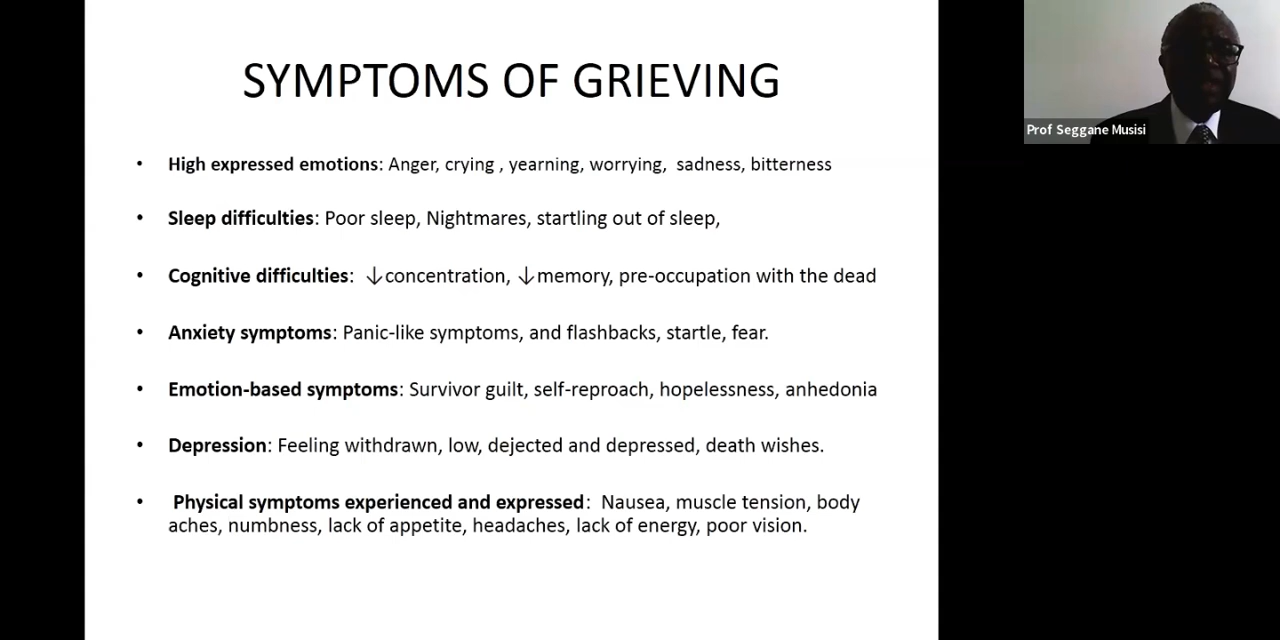 SYMPTOMS OF GRIEVING
• High expressed emotions: Anger, crying , yearning, worrying,  sadness, bitterness
• Sleep difficulties: Poor sleep, Nightmares, startling out of sleep,
• Cognitive difficulties:  ↓concentration, ↓memory, pre-occupation with the dead
• Anxiety symptoms: Panic-like symptoms, and flashbacks, startle, fear.
• Emotion-based symptoms: Survivor guilt, self-reproach, hopelessness, anhedonia
• Depression: Feeling withdrawn, low, dejected and depressed, death wishes.
• Physical symptoms experienced and expressed:  Nausea, muscle tension, body
aches, numbness, lack of appetite, headaches, lack of energy, poor vision.
Prof Seggane Musisi